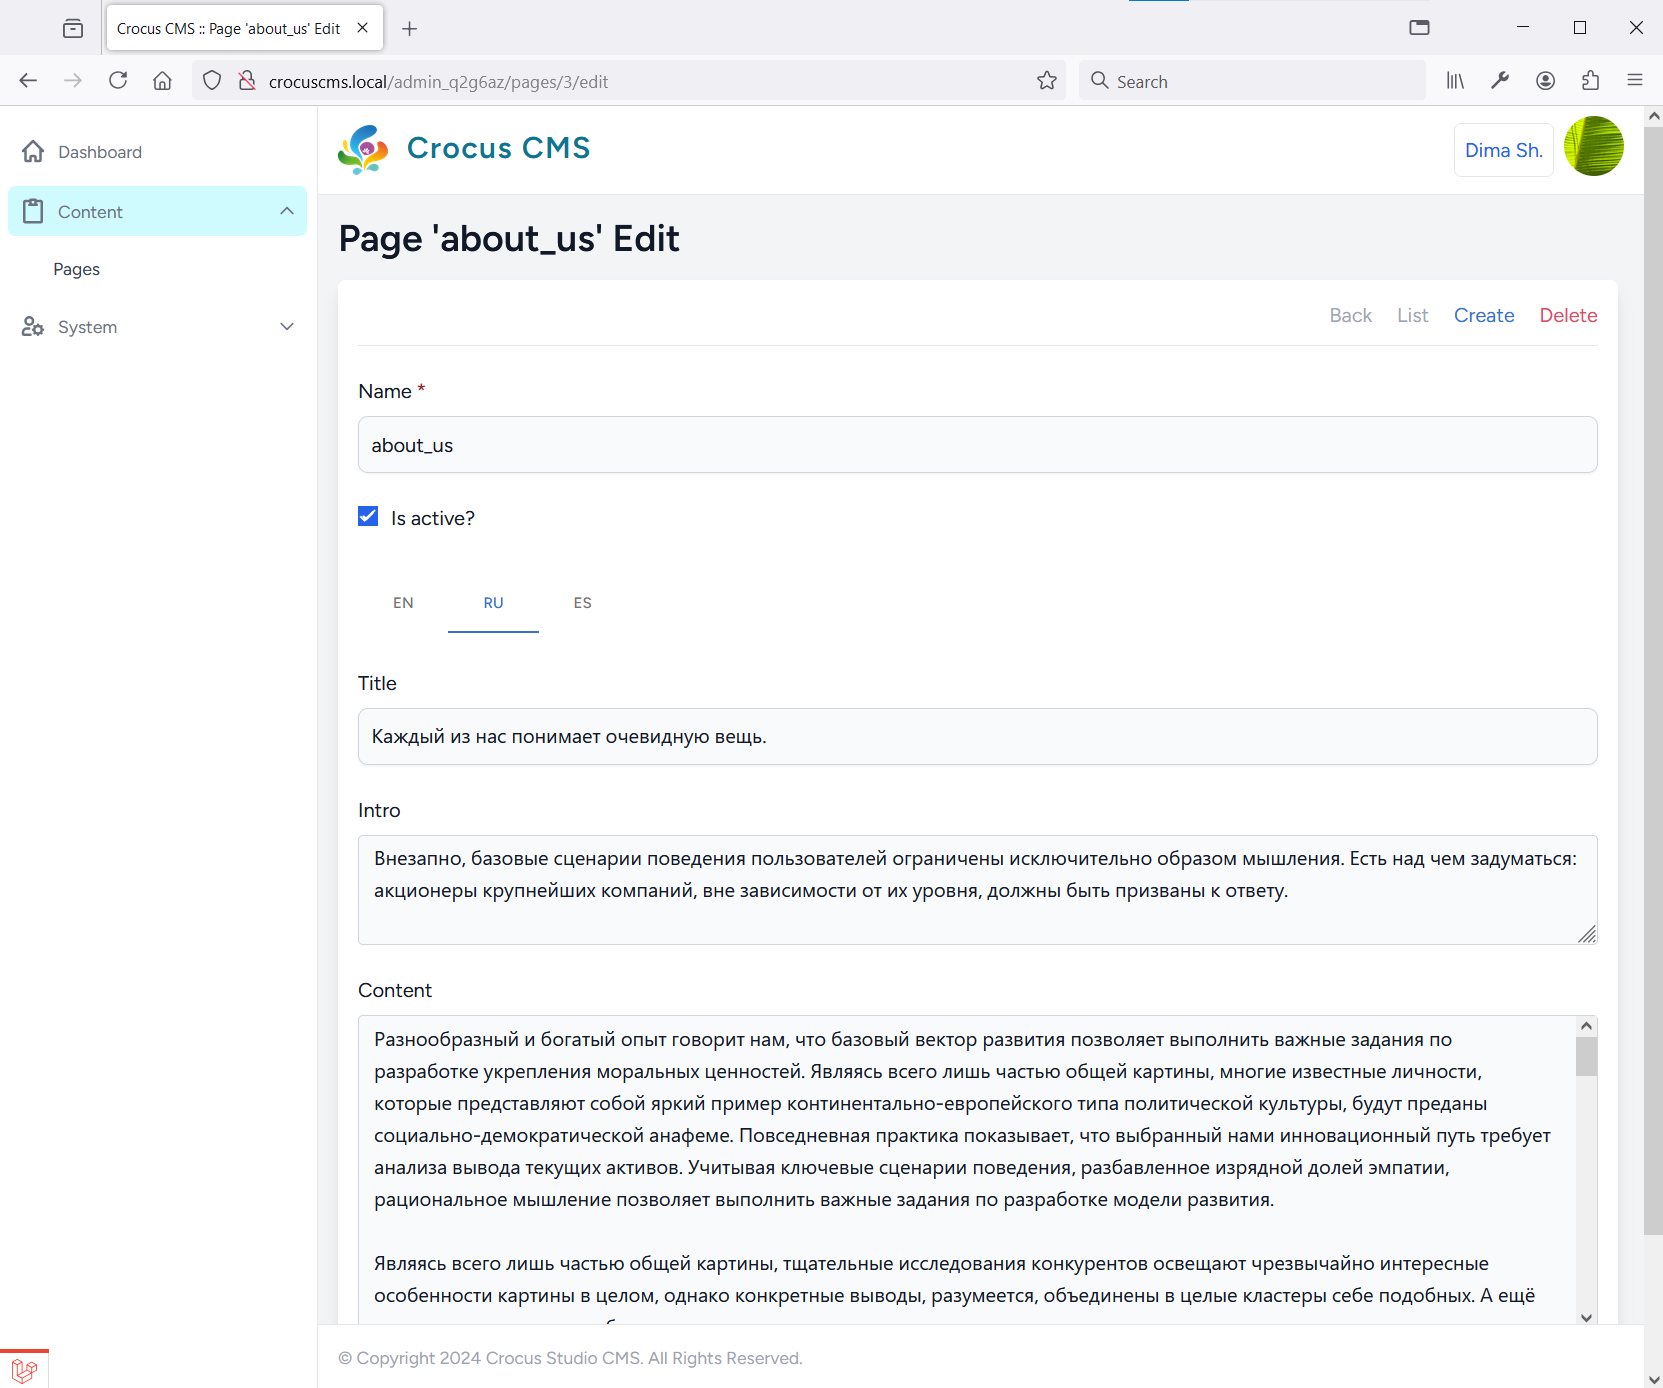 Crocus CMS :: Page 'about_us' Edit
crocuscms.local/admin_q2g6az/pages/3/edit
Search
Dashboard
Content
Pages
System
Crocus CMS
Dima Sh.
Page 'about_us' Edit
Back List Create Delete
Name *
about_us
Is active?
EN RU ES
Title
Каждый из нас понимает очевидную вещь.
Intro
Внезапно, базовые сценарии поведения пользователей ограничены исключительно образом мышления. Есть над чем задуматься:
акционеры крупнейших компаний, вне зависимости от их уровня, должны быть призваны к ответу.
Content
Разнообразный и богатый опыт говорит нам, что базовый вектор развития позволяет выполнить важные задания по
разработке укрепления моральных ценностей. Являясь всего лишь частью общей картины, многие известные личности,
которые представляют собой яркий пример континентально-европейского типа политической культуры, будут преданы
социально-демократической анафеме. Повседневная практика показывает, что выбранный нами инновационный путь требует
анализа вывода текущих активов. Учитывая ключевые сценарии поведения, разбавленное изрядной долей эмпатии,
рациональное мышление позволяет выполнить важные задания по разработке модели развития.
Являясь всего лишь частью общей картины, тщательные исследования конкурентов освещают чрезвычайно интересные
особенности картины в целом, однако конкретные выводы, разумеется, объединены в целые кластеры себе подобных. А ещё
© Copyright 2024 Crocus Studio CMS. All Rights Reserved.